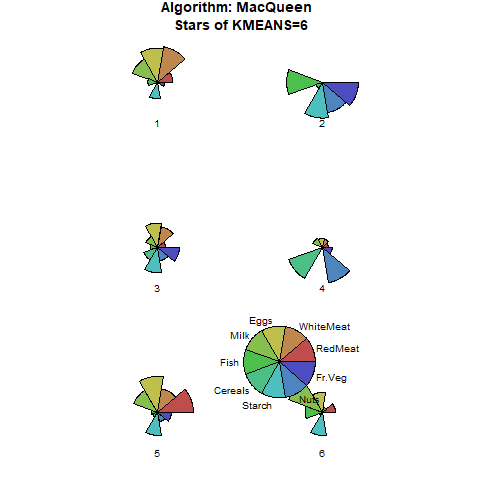 Algorithm: MacQueen
Stars of KMEANS=6
1
2
3
4
Eggs
WhiteMeat
Milk
RedMeat
Fish
Fr.Veg
Cereals
Nuts
Starch
5
6